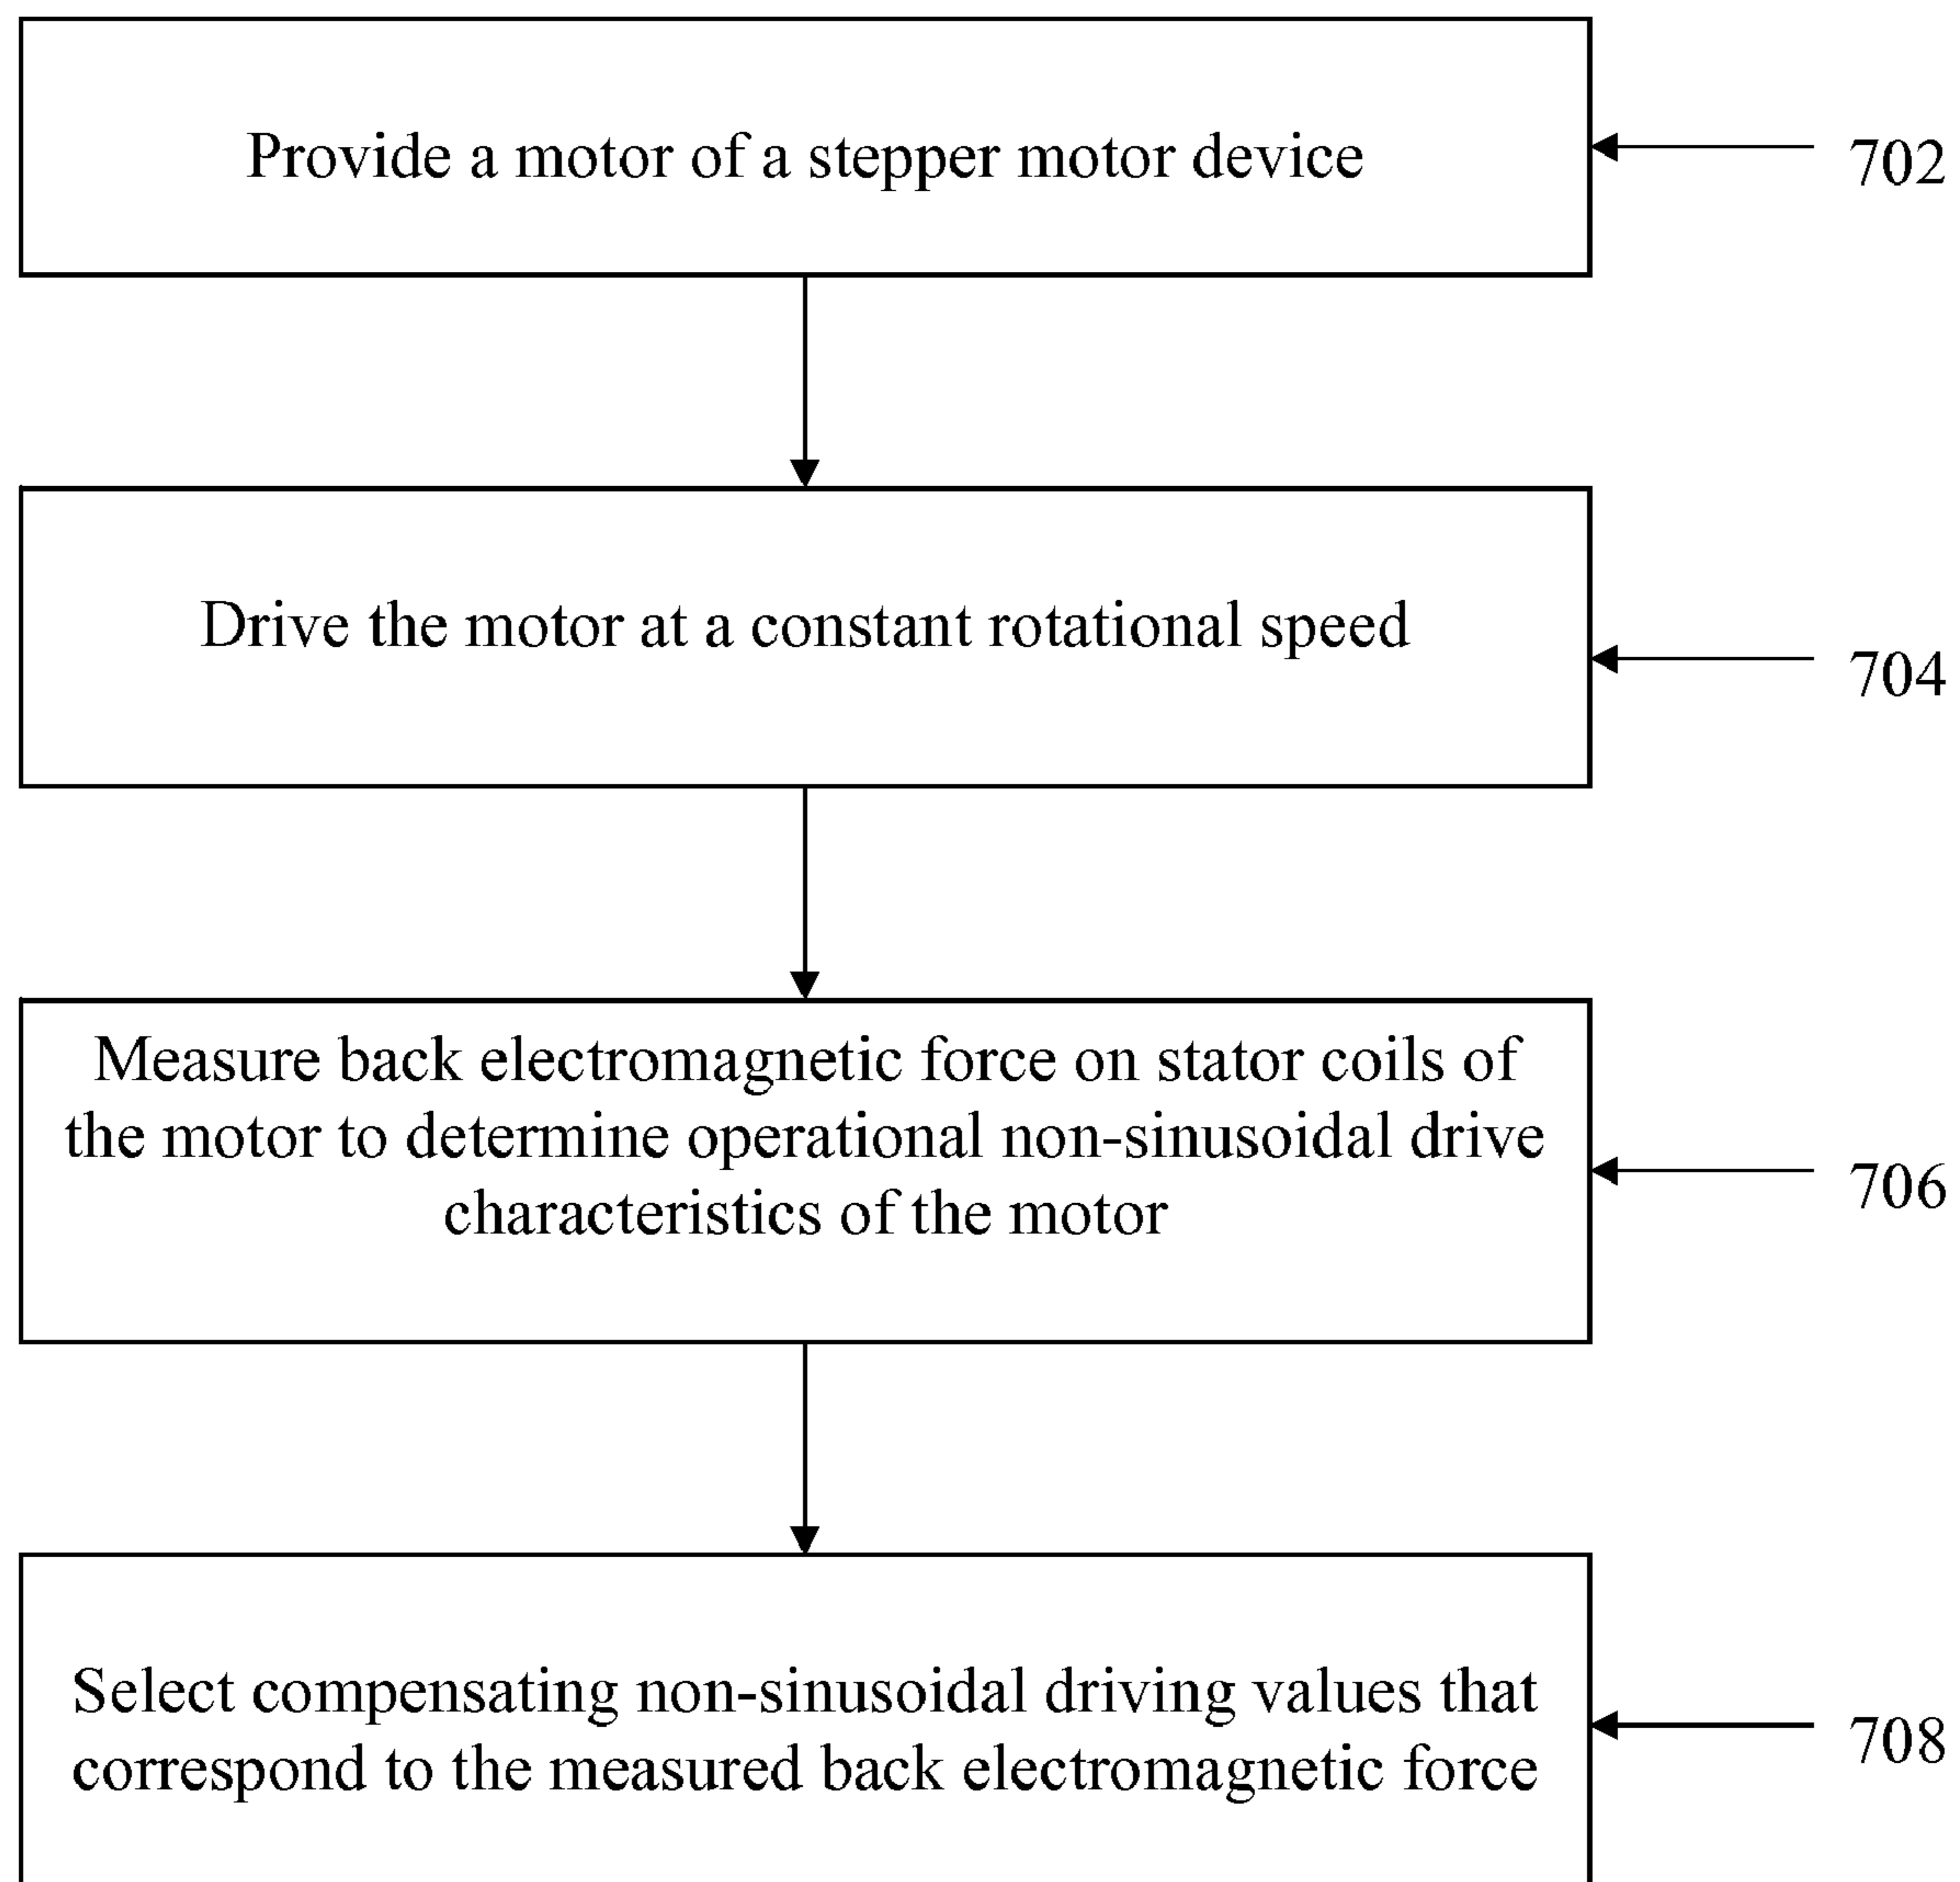 Provide a motor of a stepper motor device
702
Drive the motor at a constant rotational speed
704
Measure back electromagnetic force on stator coils of
the motor to determine operational non-sinusoidal drive
characteristics of the motor
706
Select compensating non-sinusoidal driving values that
correspond to the measured back electromagnetic force
708